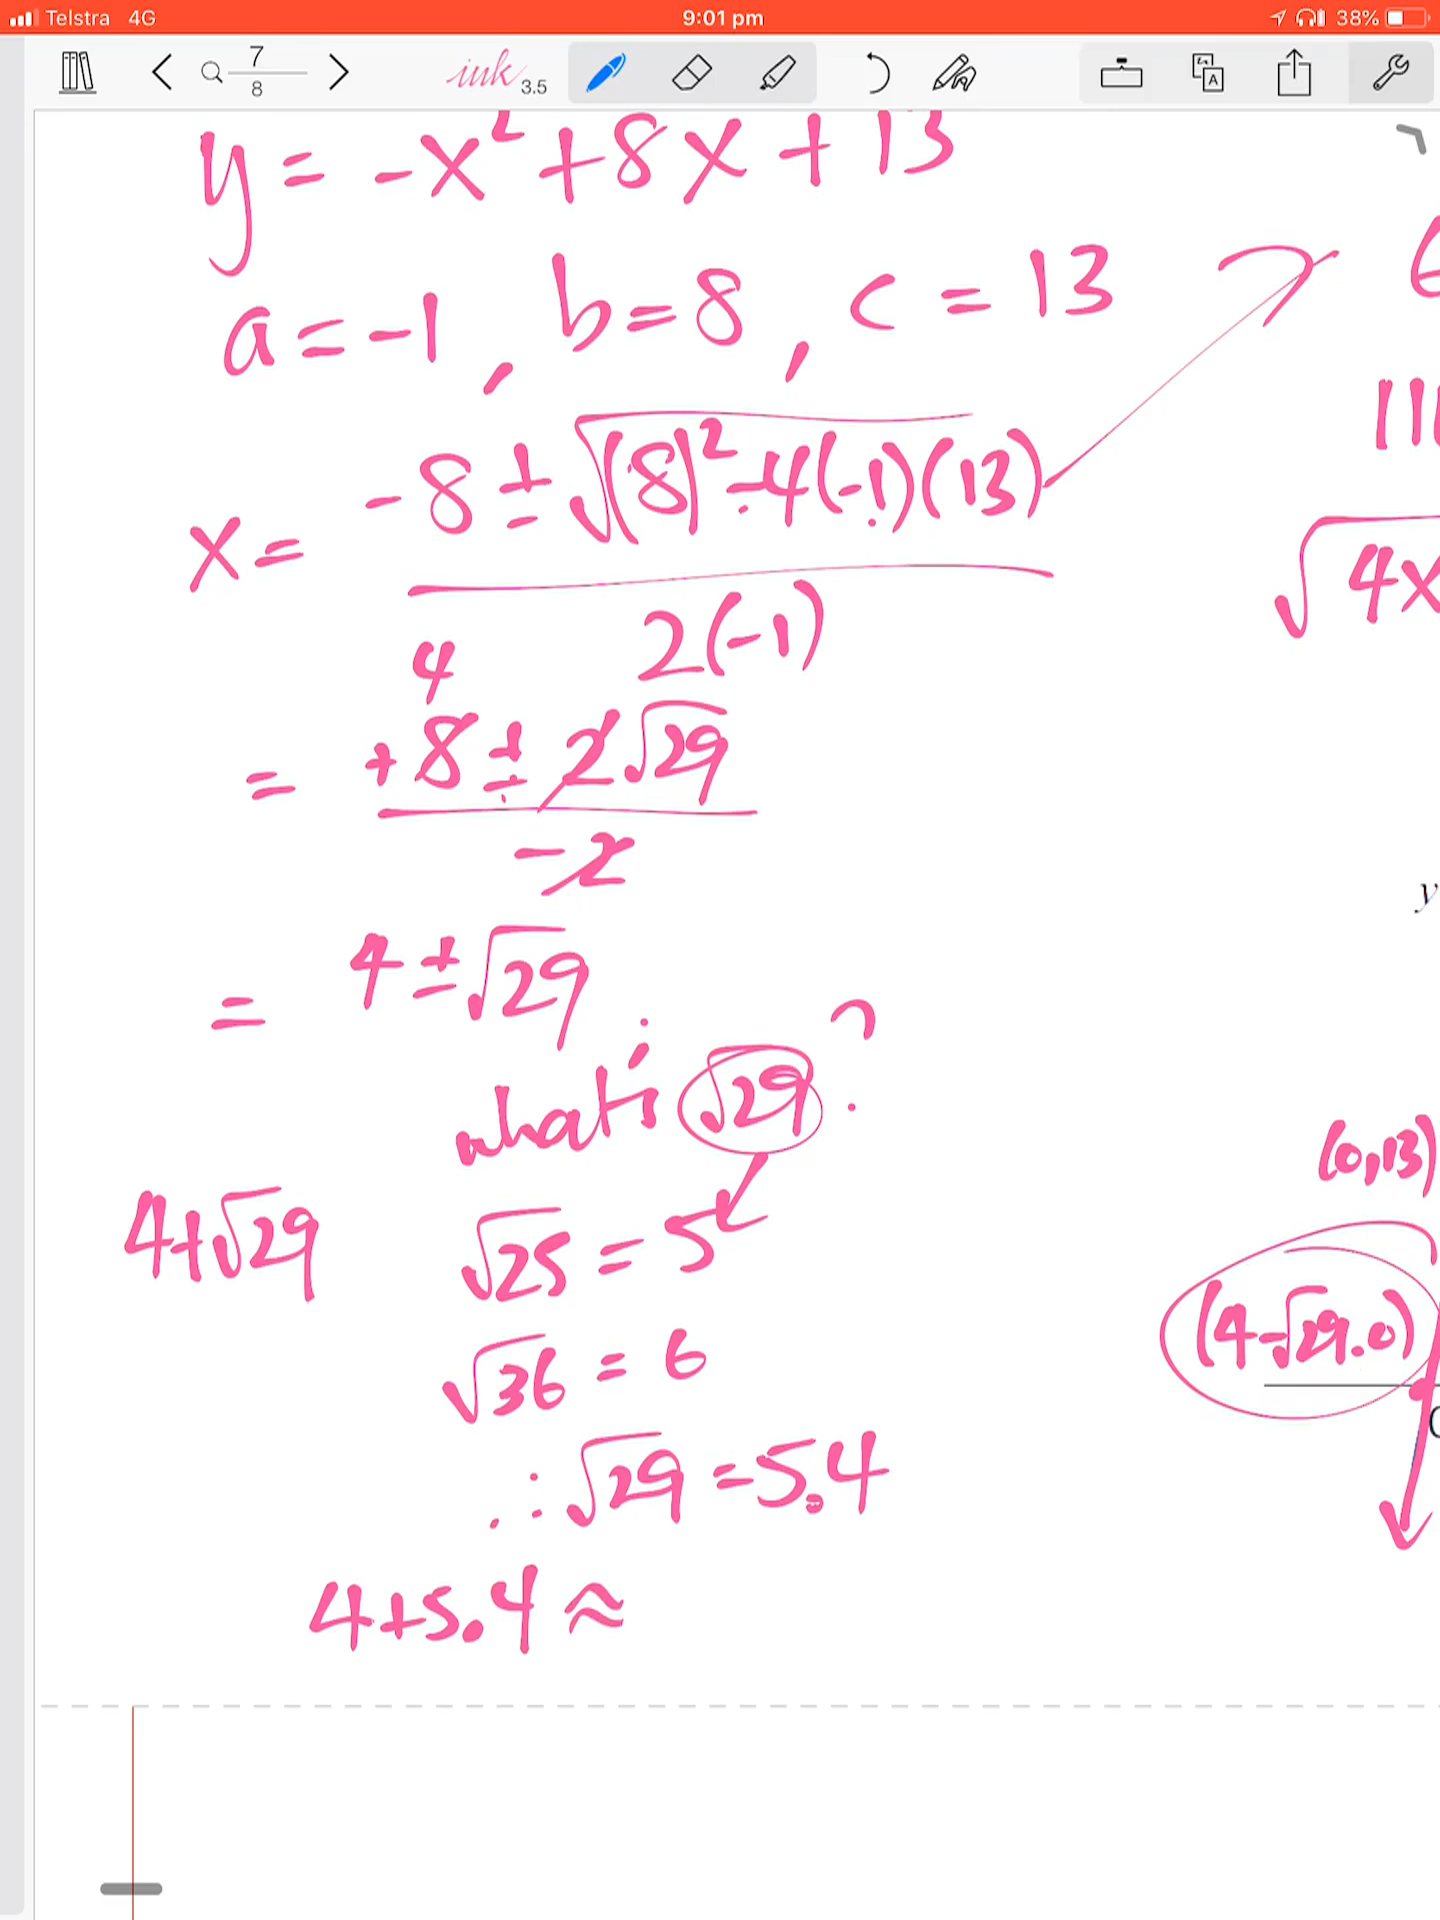 Telstra 4G 9:01 pm 38%
7
8
ink 3.5
A
y = -x² + 8x + 13
a = -1, b = 8, c = 13
x = -8 ± √(8)² - 4(-1)(13)
2(-1)
√4x
4
= +8 ± 2√29
-2
y
= 4 ± √29;
what's √29 ?
(0,13)
4+√29
√25 = 5
(4-√29.0)
√36 = 6
∴ √29 = 5.4
4+5.4 ≈